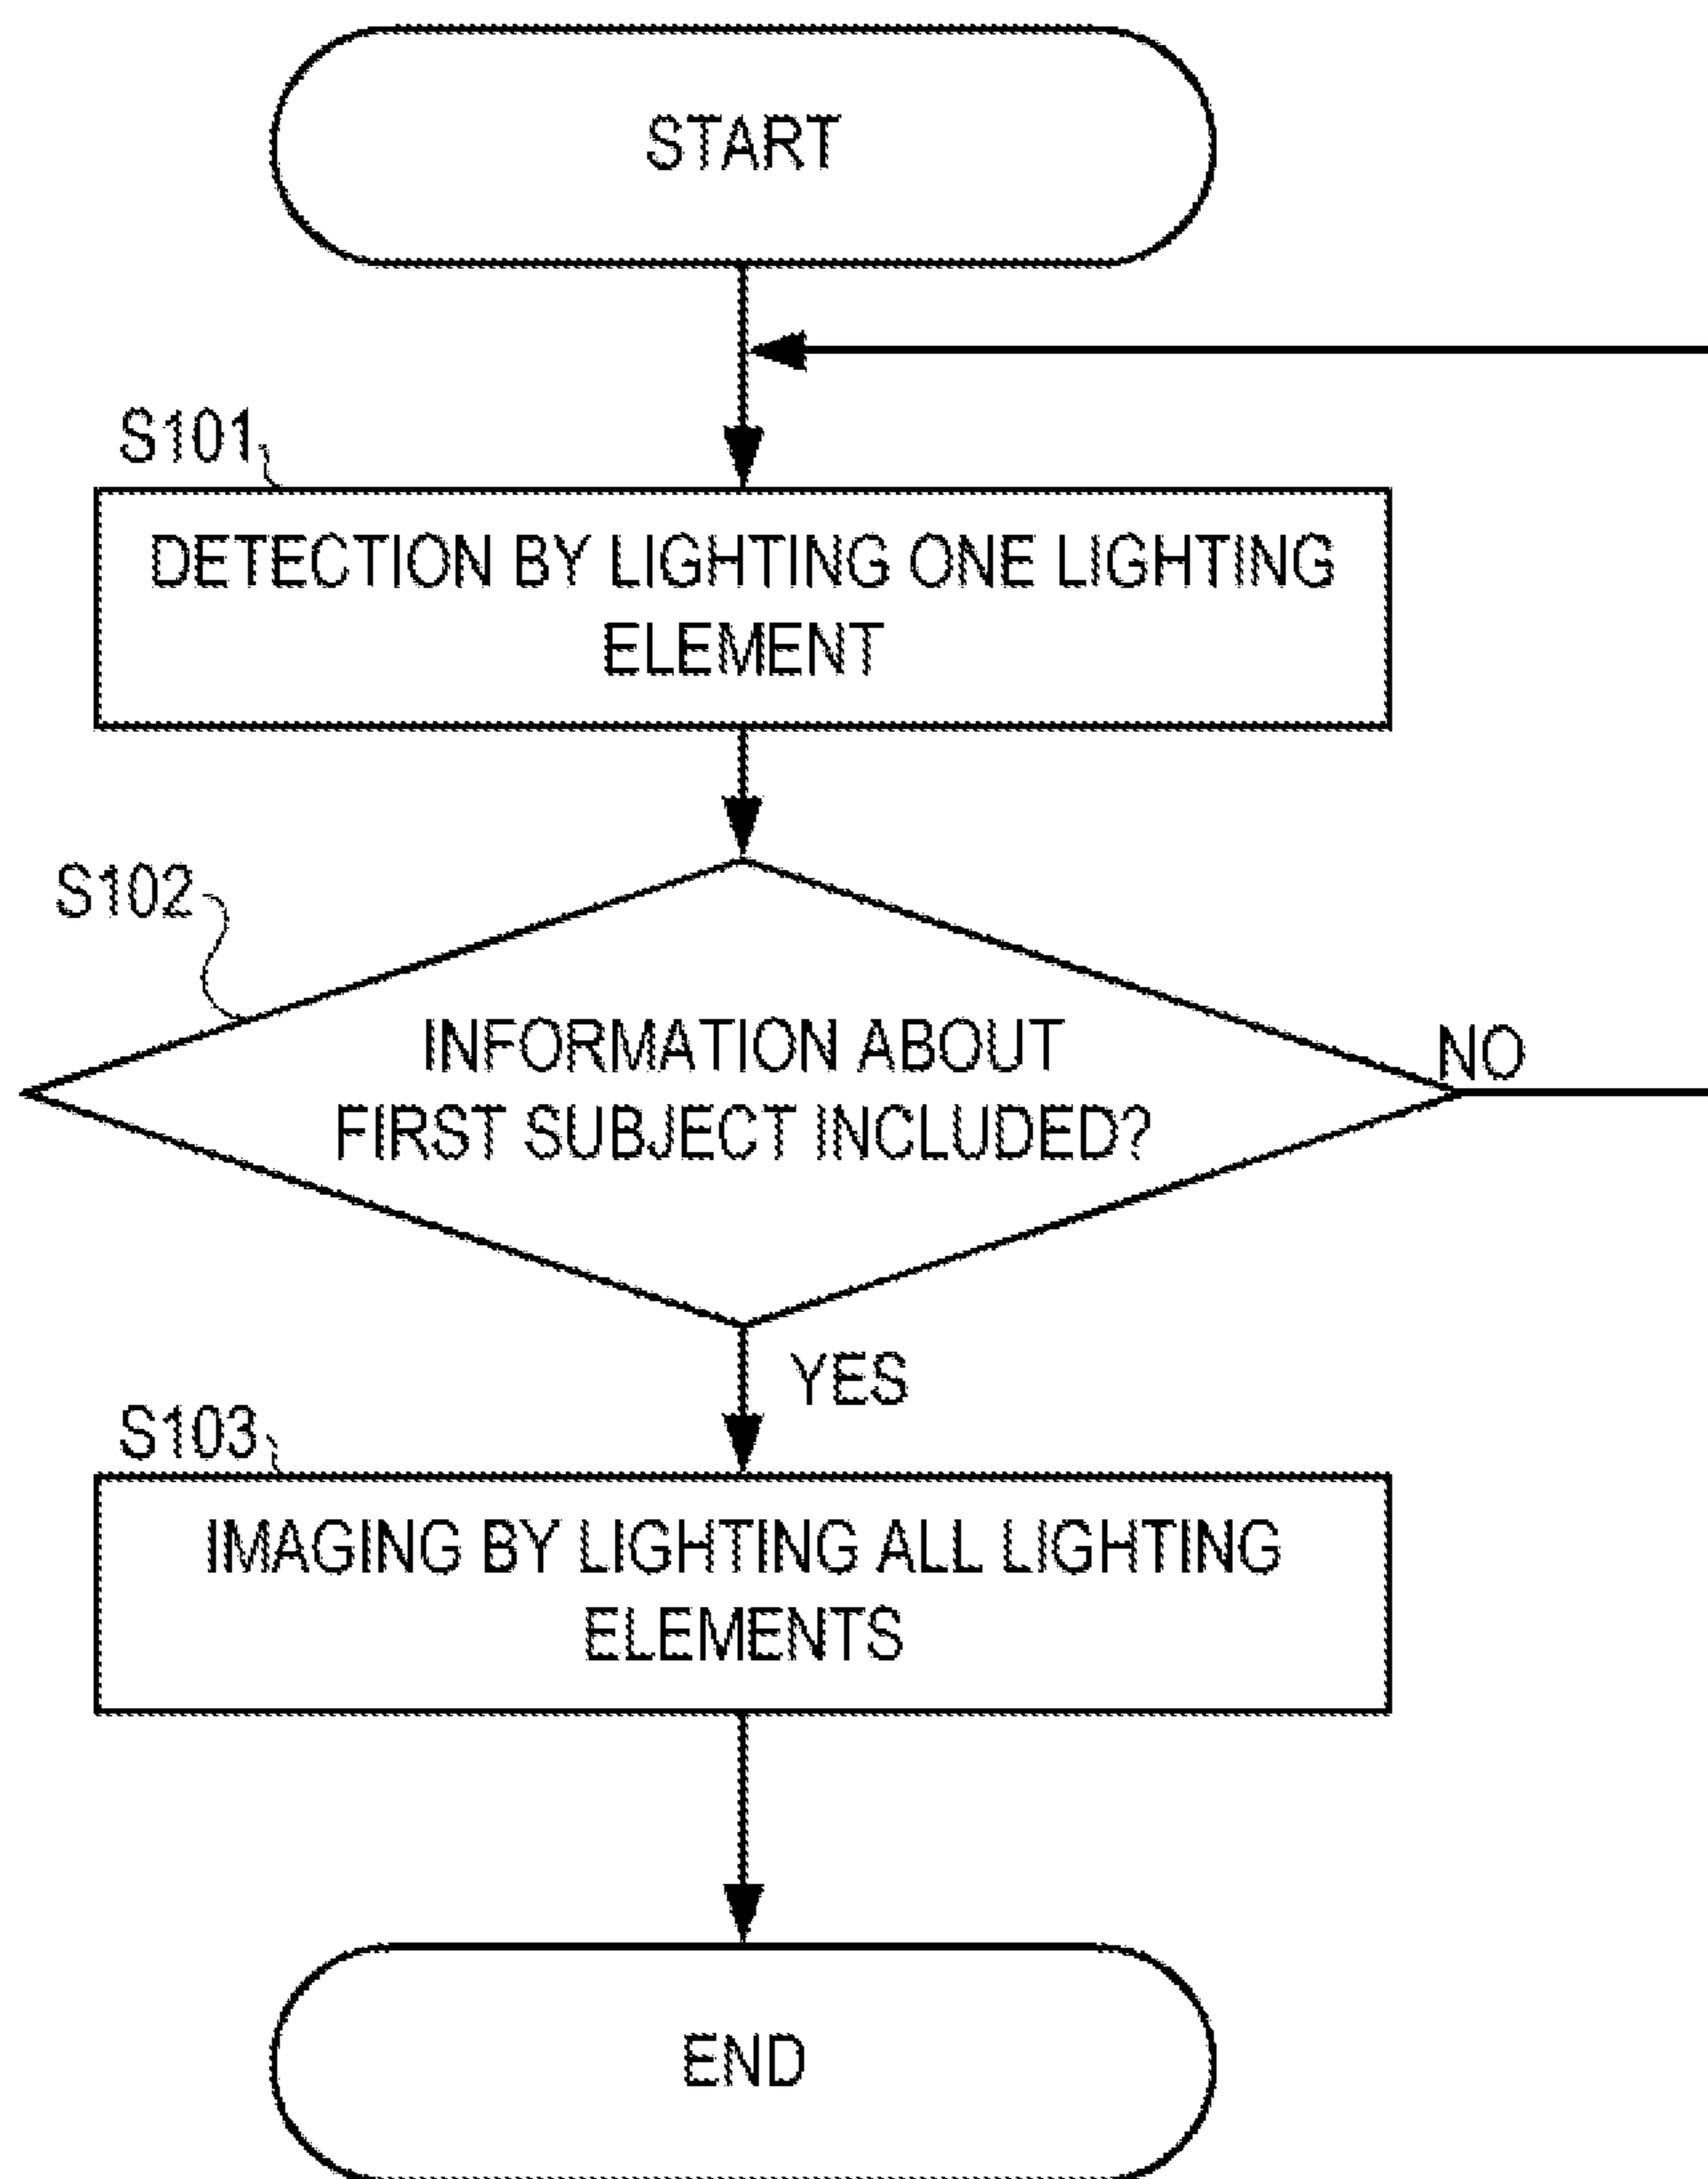 START
S101
DETECTION BY LIGHTING ONE LIGHTING
ELEMENT
S102
INFORMATION ABOUT
FIRST SUBJECT INCLUDED?
NO
YES
S103
IMAGING BY LIGHTING ALL LIGHTING
ELEMENTS
END